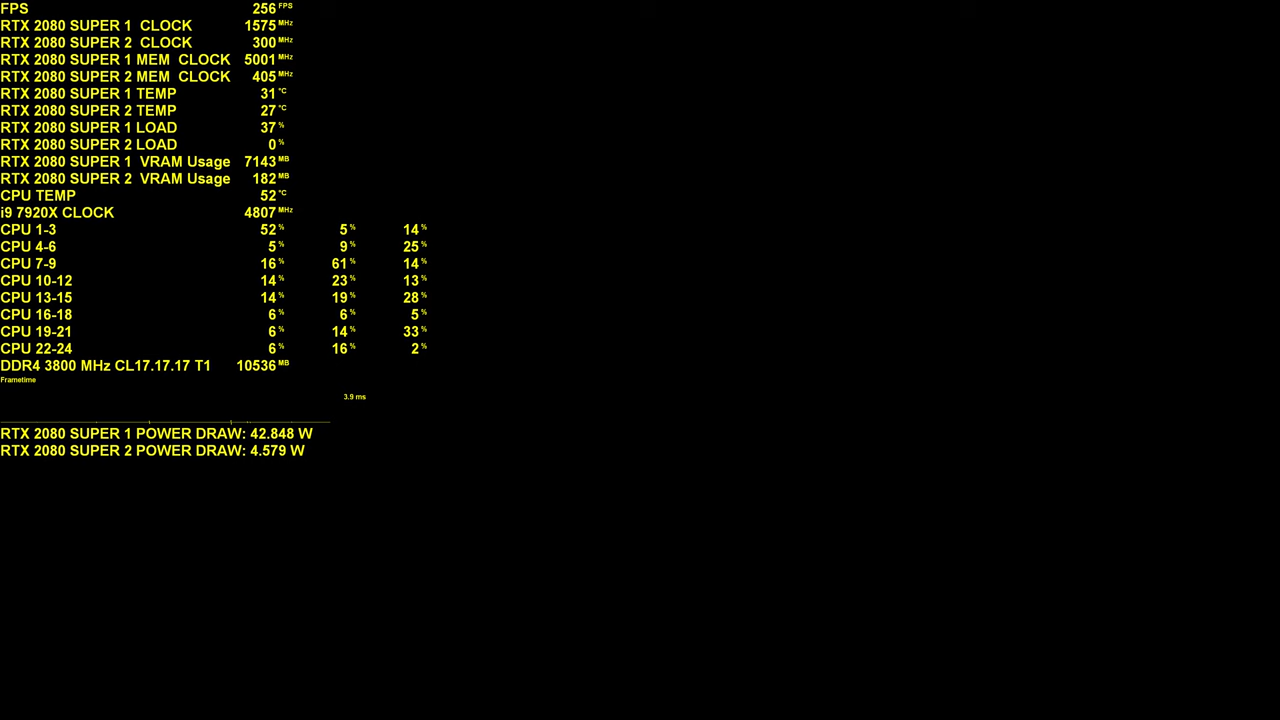 FPS 256 FPS
RTX 2080 SUPER 1 CLOCK 1575 MHz
RTX 2080 SUPER 2 CLOCK 300 MHz
RTX 2080 SUPER 1 MEM CLOCK 5001 MHz
RTX 2080 SUPER 2 MEM CLOCK 405 MHz
RTX 2080 SUPER 1 TEMP 31 °C
RTX 2080 SUPER 2 TEMP 27 °C
RTX 2080 SUPER 1 LOAD 37 %
RTX 2080 SUPER 2 LOAD 0 %
RTX 2080 SUPER 1 VRAM Usage 7143 MB
RTX 2080 SUPER 2 VRAM Usage 182 MB
CPU TEMP 52 °C
i9 7920X CLOCK 4807 MHz
CPU 1-3 52 % 5 % 14 %
CPU 4-6 5 % 9 % 25 %
CPU 7-9 16 % 61 % 14 %
CPU 10-12 14 % 23 % 13 %
CPU 13-15 14 % 19 % 28 %
CPU 16-18 6 % 6 % 5 %
CPU 19-21 6 % 14 % 33 %
CPU 22-24 6 % 16 % 2 %
DDR4 3800 MHz CL17.17.17 T1 10536 MB
Frametime
3.9 ms
RTX 2080 SUPER 1 POWER DRAW: 42.848 W
RTX 2080 SUPER 2 POWER DRAW: 4.579 W